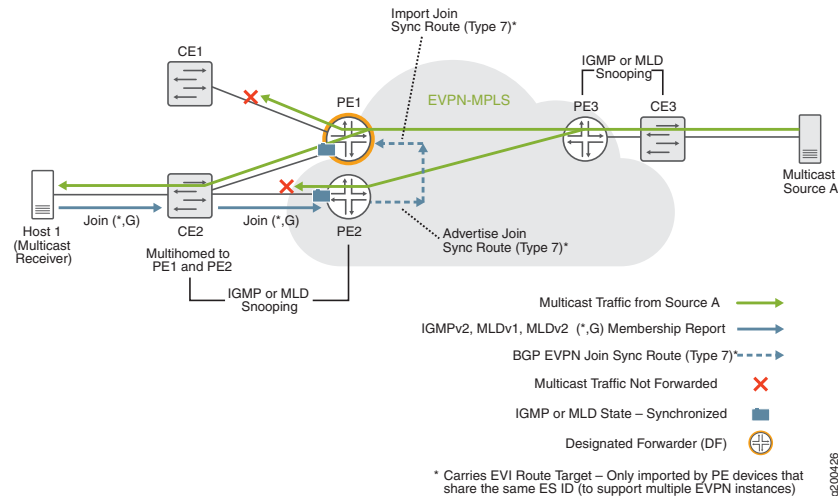 Import Join
Sync Route (Type 7)*
CE1
IGMP or MLD
Snooping
PE1
EVPN-MPLS
PE3
CE3
Multicast
Source A
Join (*,G)
Join (*,G)
Host 1
(Multicast
Receiver)
CE2
PE2
Advertise Join
Sync Route (Type 7)*
Multihomed to
PE1 and PE2
IGMP or MLD
Snooping
Multicast Traffic from Source A
IGMPv2, MLDv1, MLDv2 (*,G) Membership Report
BGP EVPN Join Sync Route (Type 7)*
Multicast Traffic Not Forwarded
IGMP or MLD State – Synchronized
Designated Forwarder (DF)
* Carries EVI Route Target – Only imported by PE devices that
share the same ES ID (to support multiple EVPN instances)
g200426